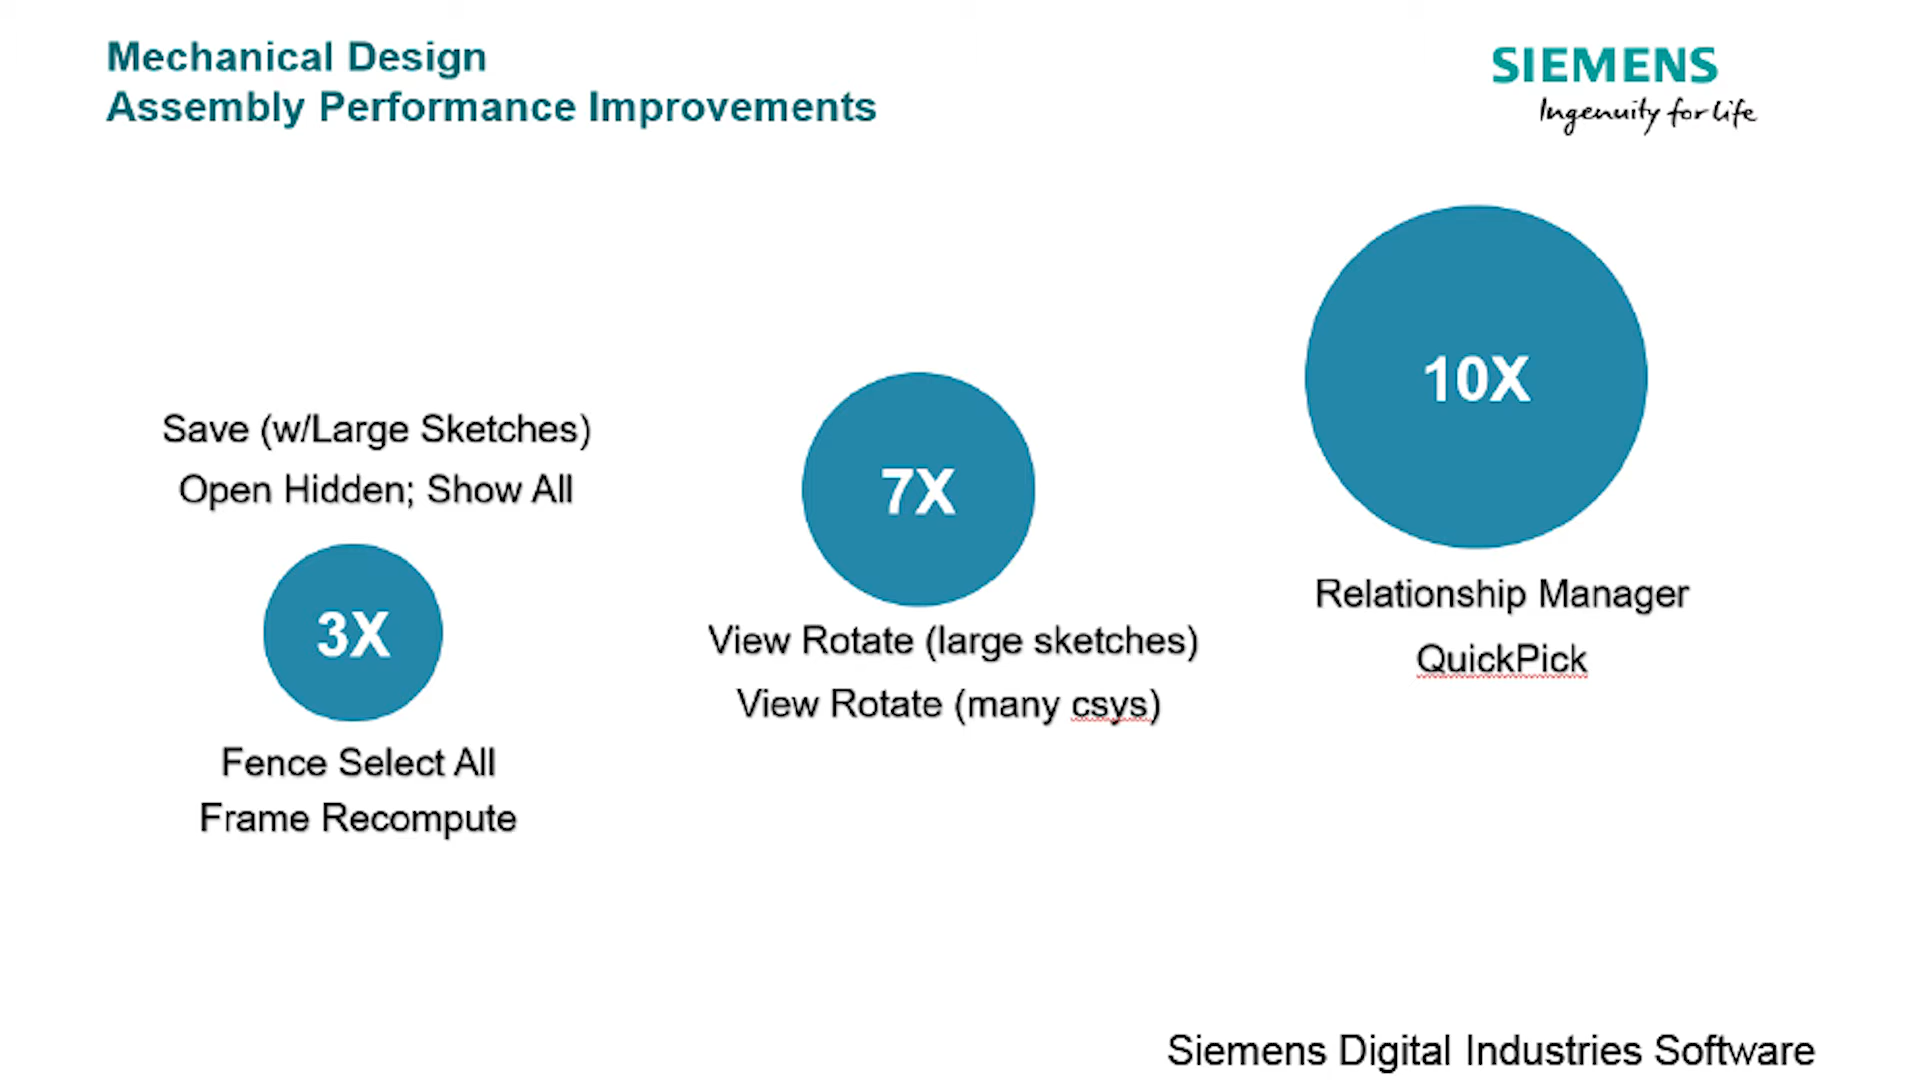 Mechanical Design
Assembly Performance Improvements
SIEMENS
Ingenuity for life
Save (w/Large Sketches)
Open Hidden; Show All
3X
Fence Select All
Frame Recompute
7X
View Rotate (large sketches)
View Rotate (many csys)
10X
Relationship Manager
QuickPick
Siemens Digital Industries Software